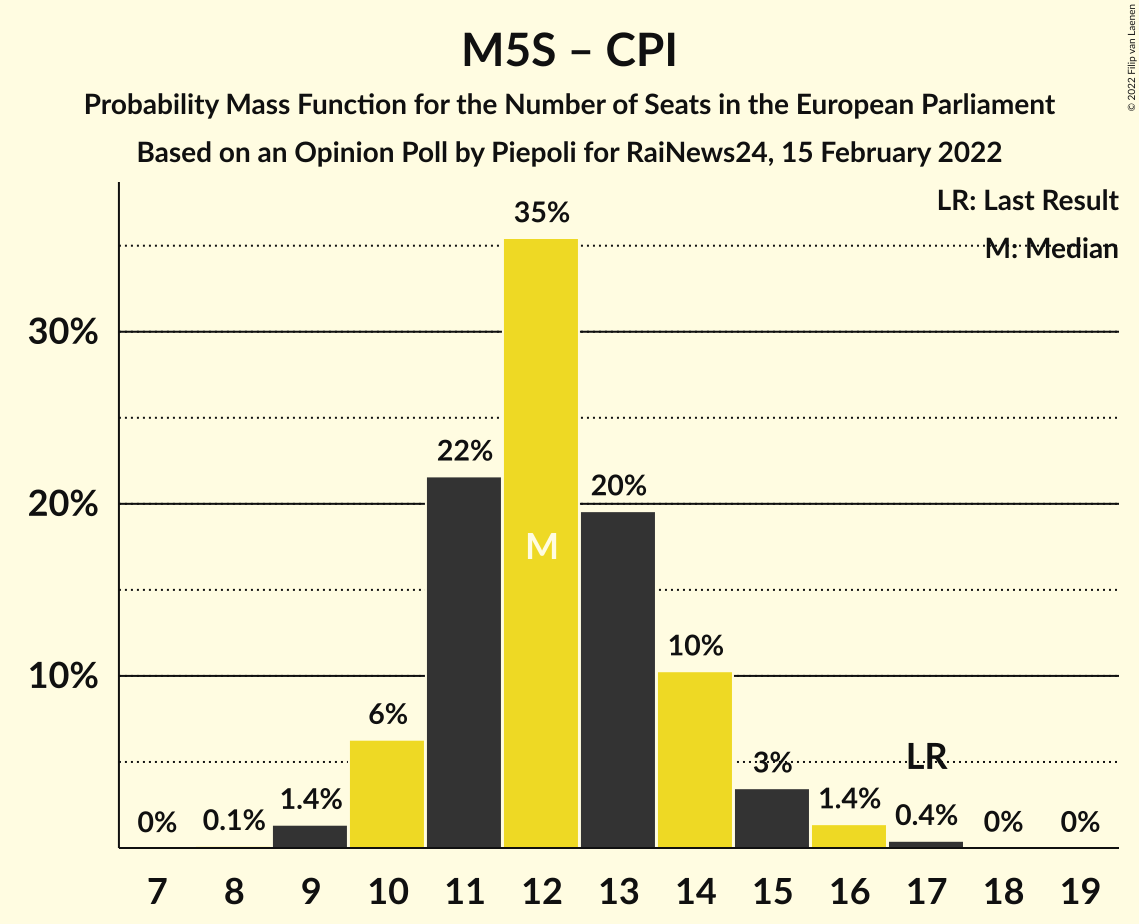 © 2022 Filip van Laenen
M5S – CPI
Probability Mass Function for the Number of Seats in the European Parliament
Based on an Opinion Poll by Piepoli for RaiNews24, 15 February 2022
LR: Last Result
M: Median
35%
30%
22%
20%
20%
M
10%
10%
6%
3%
LR
1.4%
1.4%
0.4%
0%
0.1%
0%
0%
7 8 9 10 11 12 13 14 15 16 17 18 19